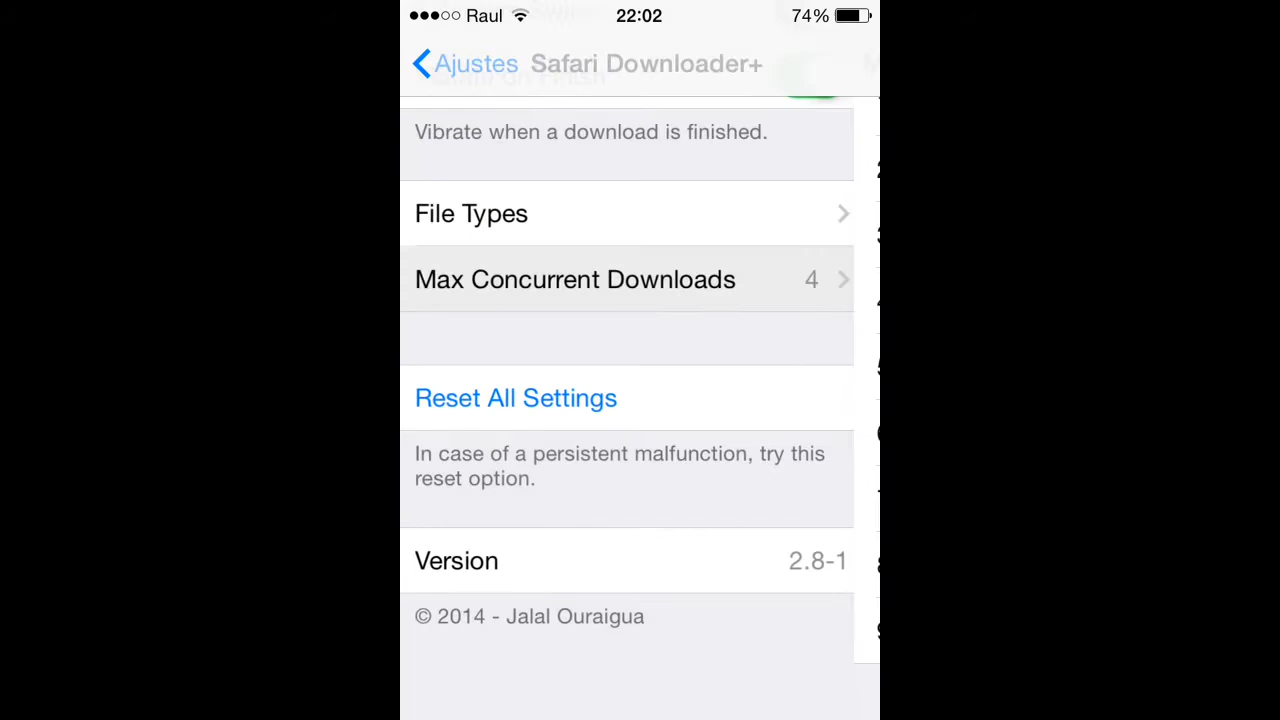 Raul 22:02 74%
Ajustes Safari Downloader+
Vibrate when a download is finished.
File Types
Max Concurrent Downloads 4
Reset All Settings
In case of a persistent malfunction, try this
reset option.
Version 2.8-1
© 2014 - Jalal Ouraigua